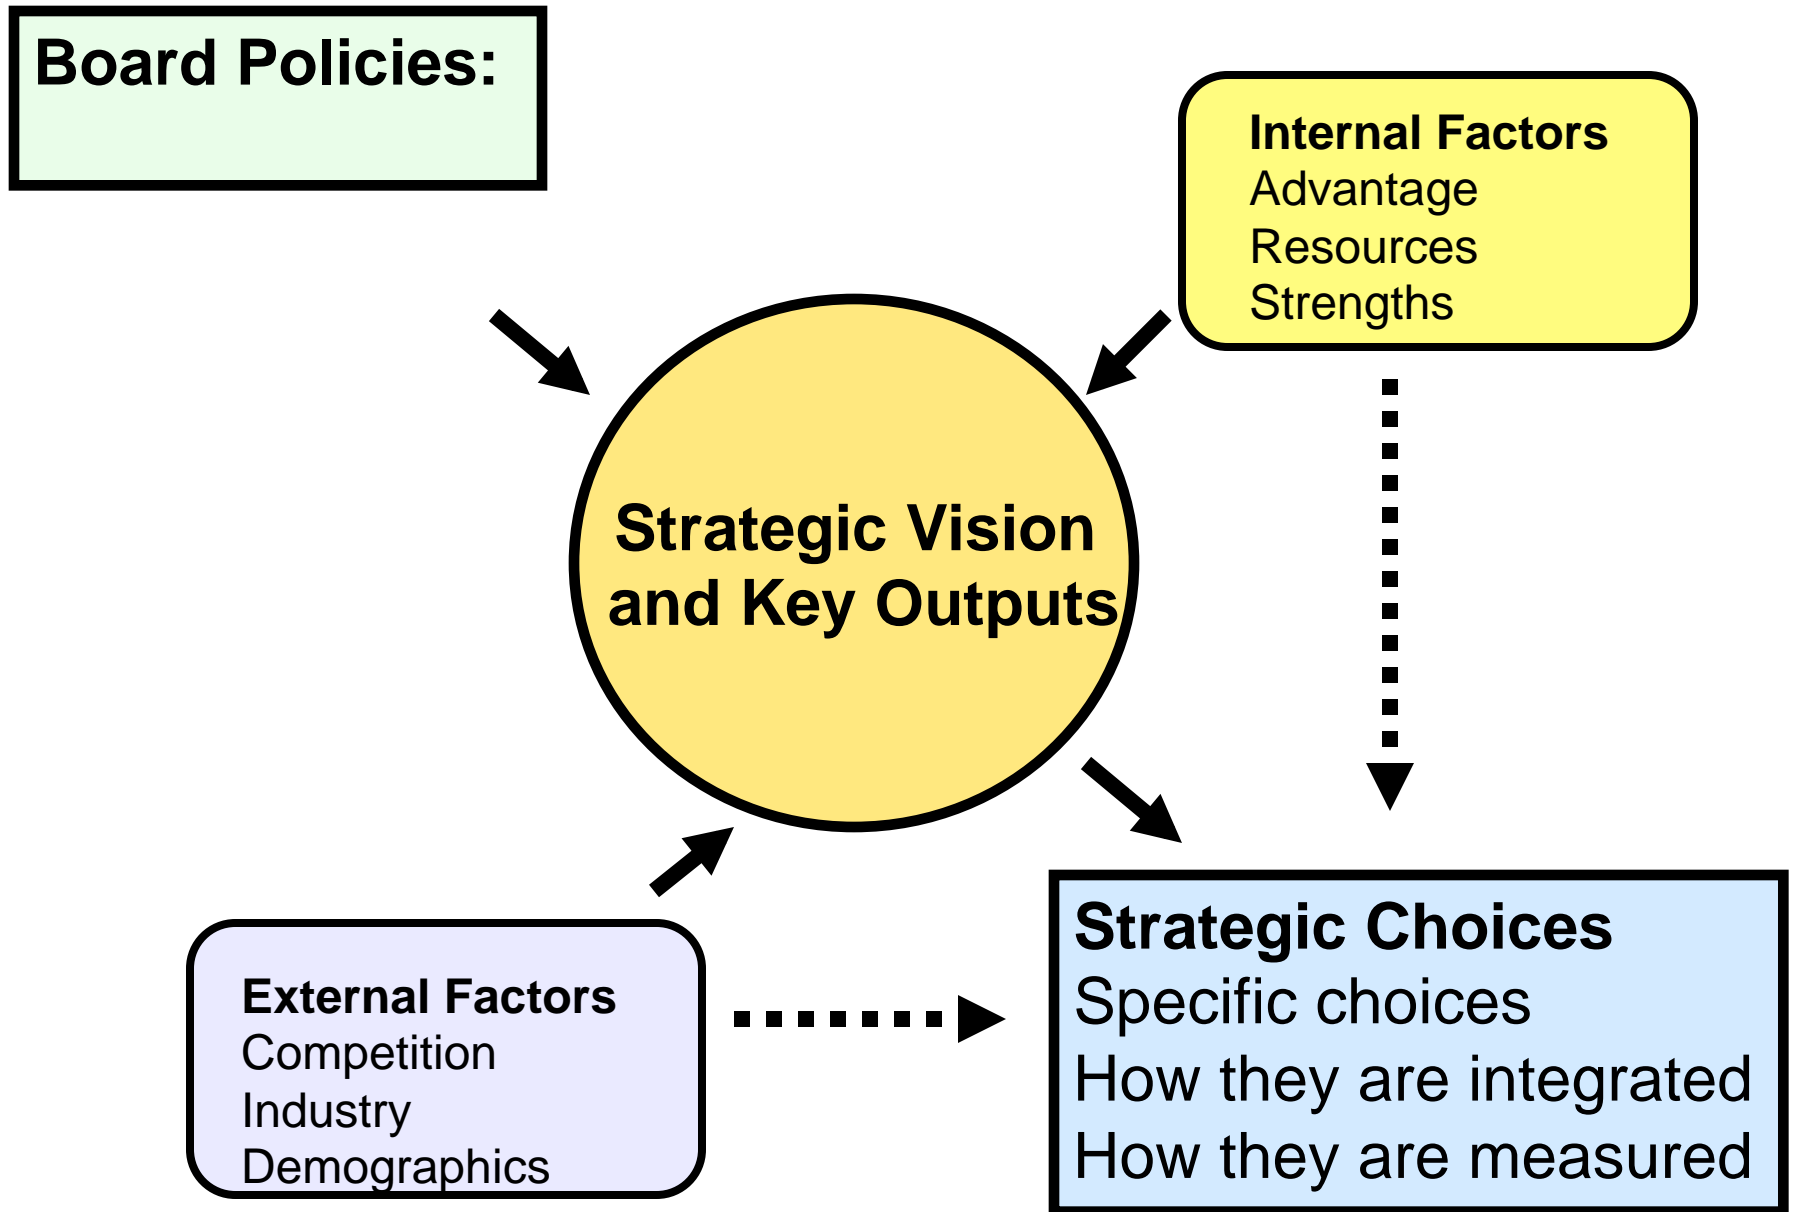 Board Policies:
Internal Factors
Advantage
Resources
Strengths
Strategic Vision
and Key Outputs
External Factors
Competition
Industry
Demographics
Strategic Choices
Specific choices
How they are integrated
How they are measured